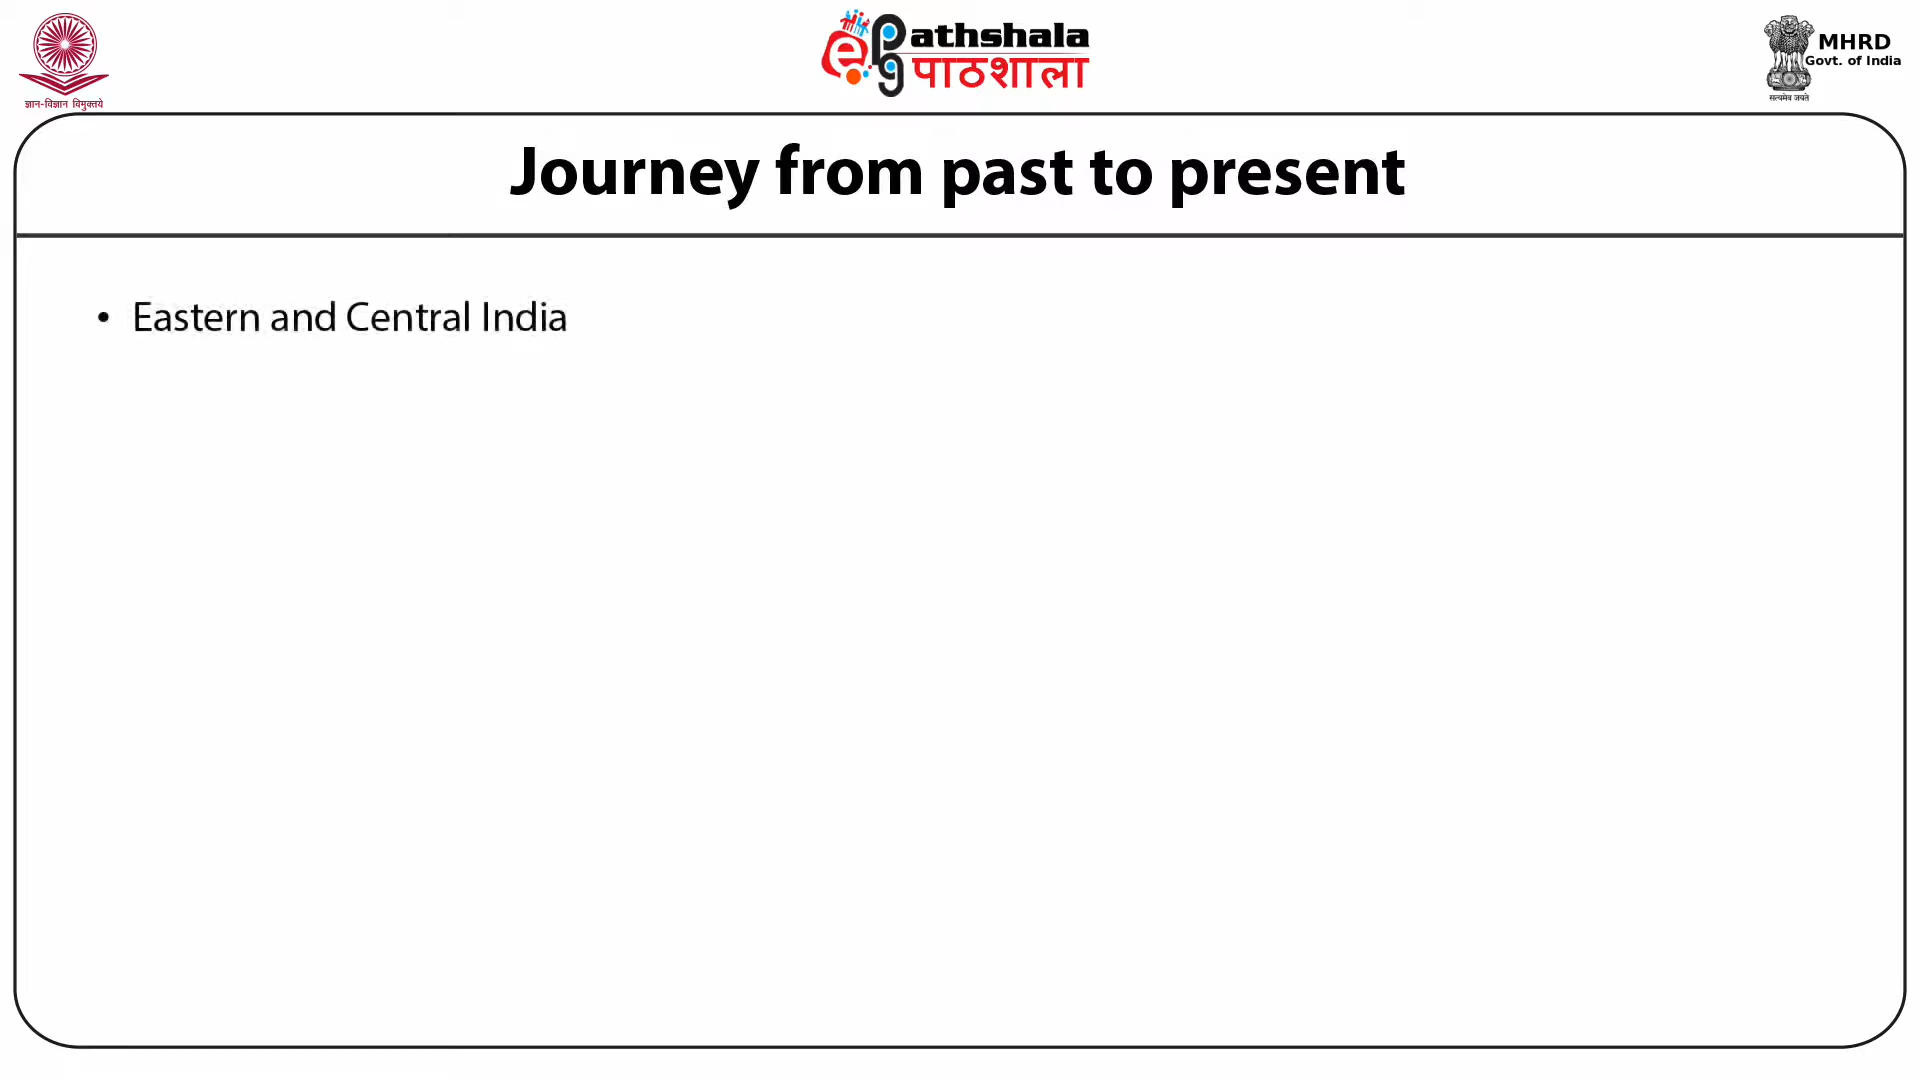 ज्ञान-विज्ञान विमुक्तये
e pg athshala
पाठशाला
MHRD
Govt. of India
सत्यमेव जयते
Journey from past to present
• Eastern and Central India